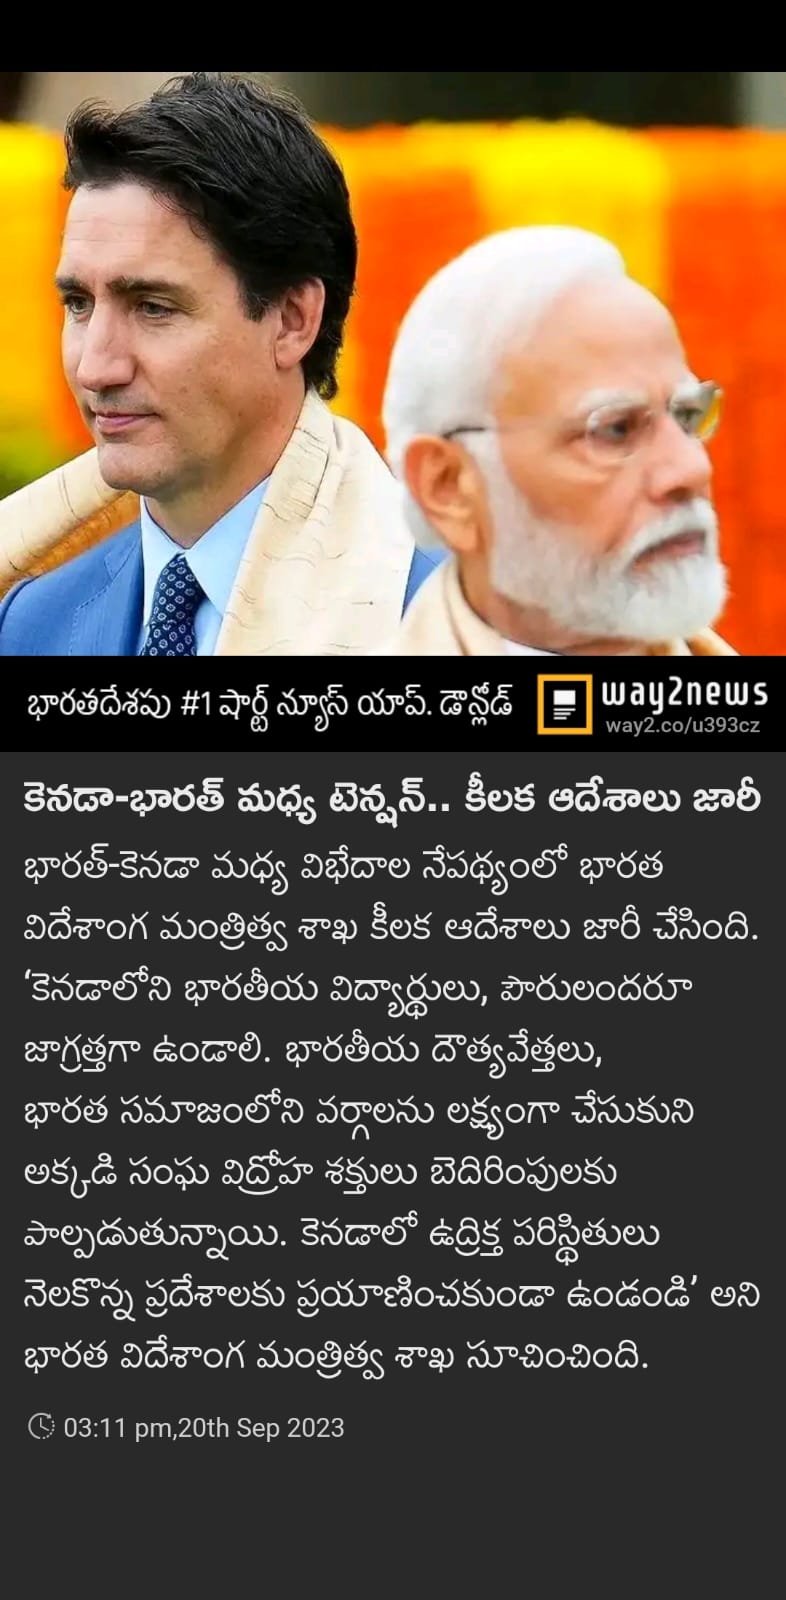 భారతదేశపు #1 షార్ట్ న్యూస్ యాప్. డౌన్లోడ్
way2news
way2.co/u393cz
కెనడా-భారత్ మధ్య టెన్షన్.. కీలక ఆదేశాలు జారీ
భారత్-కెనడా మధ్య విభేదాల నేపథ్యంలో భారత
విదేశాంగ మంత్రిత్వ శాఖ కీలక ఆదేశాలు జారీ చేసింది.
‘కెనడాలోని భారతీయ విద్యార్థులు, పౌరులందరూ
జాగ్రత్తగా ఉండాలి. భారతీయ దౌత్యవేత్తలు,
భారత సమాజంలోని వర్గాలను లక్ష్యంగా చేసుకుని
అక్కడి సంఘ విద్రోహ శక్తులు బెదిరింపులకు
పాల్పడుతున్నాయి. కెనడాలో ఉద్రిక్త పరిస్థితులు
నెలకొన్న ప్రదేశాలకు ప్రయాణించకుండా ఉండండి’ అని
భారత విదేశాంగ మంత్రిత్వ శాఖ సూచించింది.
03:11 pm,20th Sep 2023